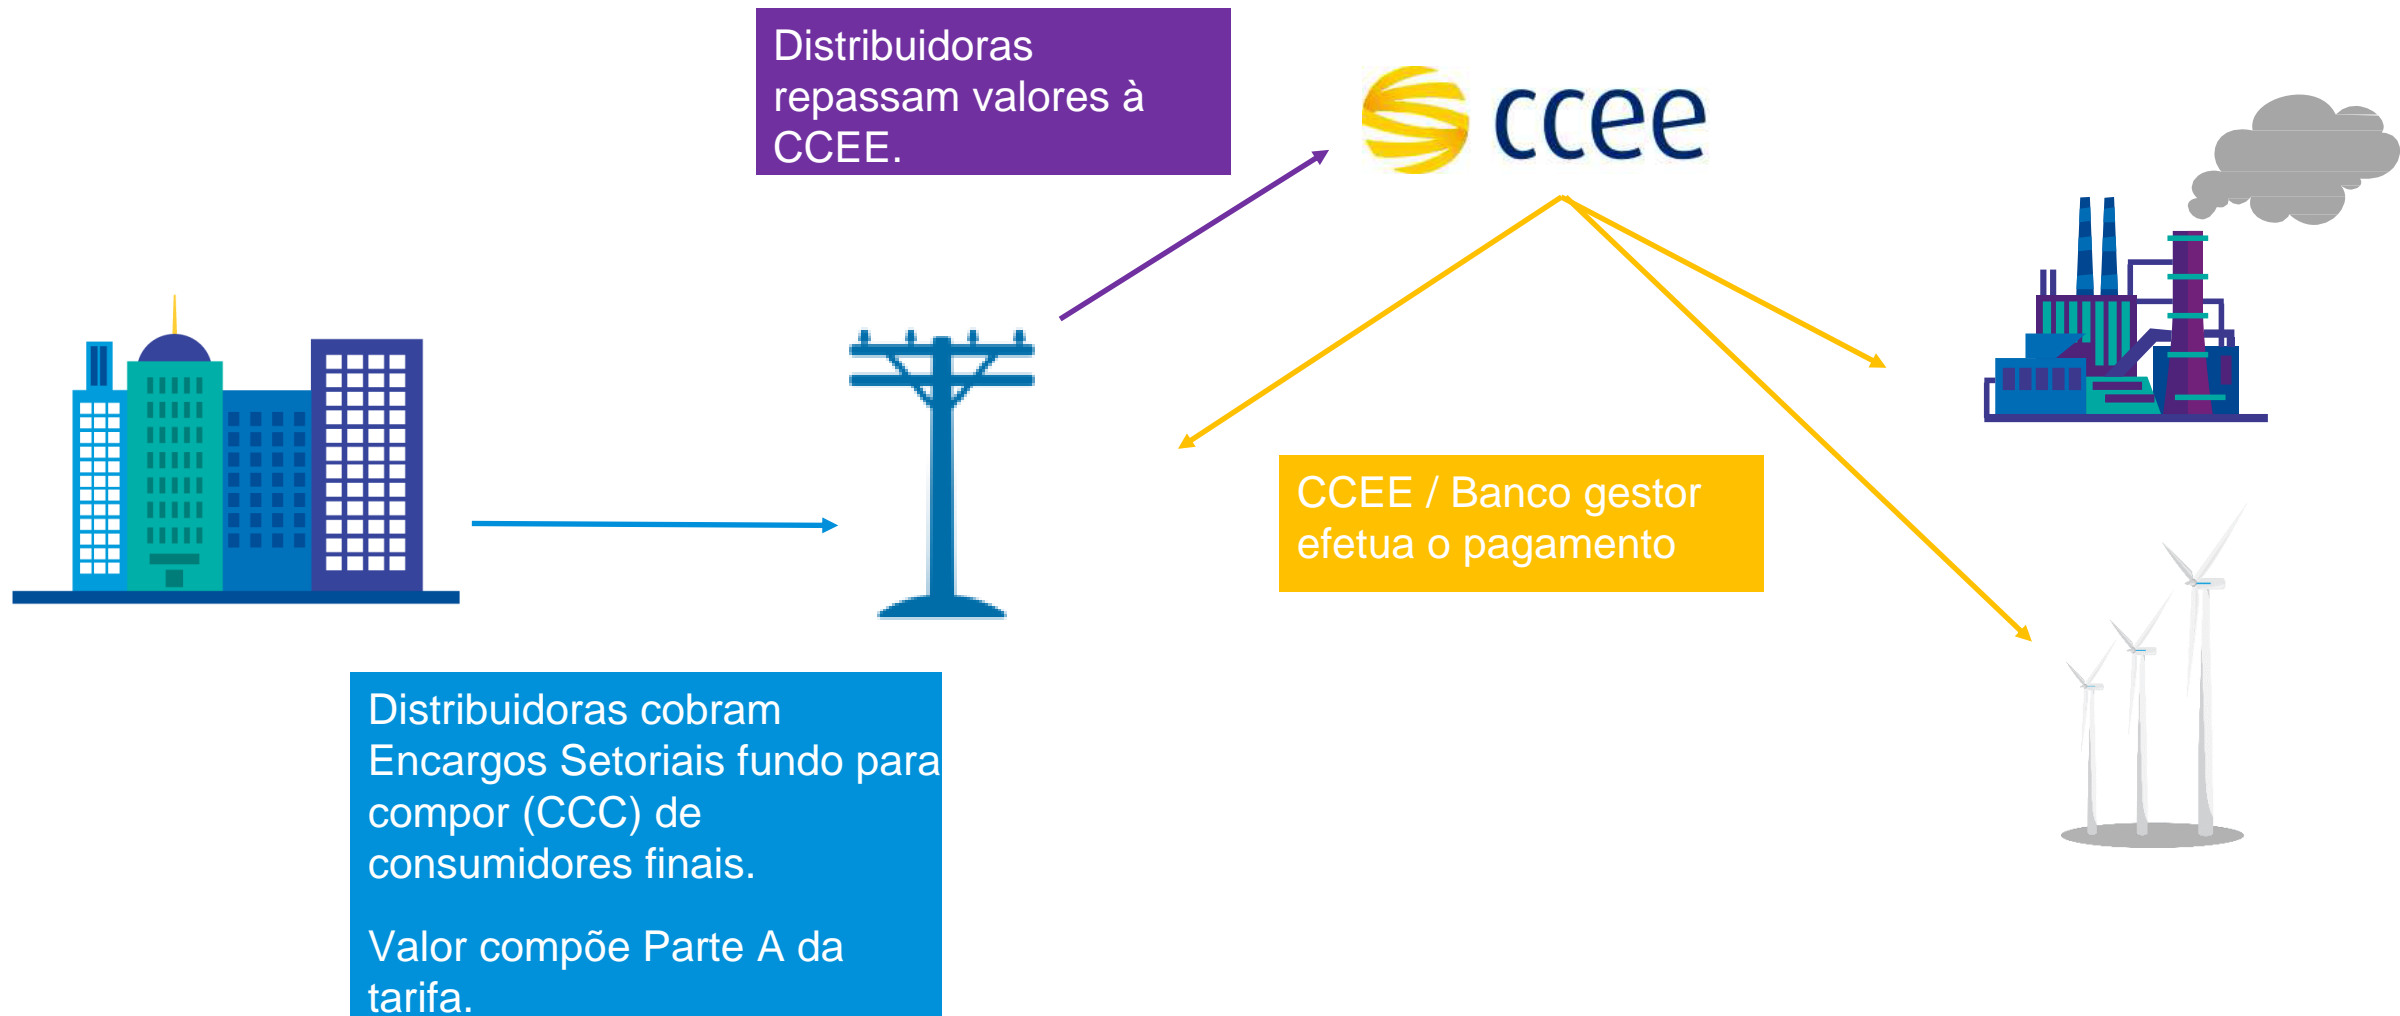 Distribuidoras
repassam valores à
CCEE.
ccee
CCEE / Banco gestor
efetua o pagamento
Distribuidoras cobram
Encargos Setoriais fundo para
compor (CCC) de
consumidores finais.
Valor compõe Parte A da
tarifa.